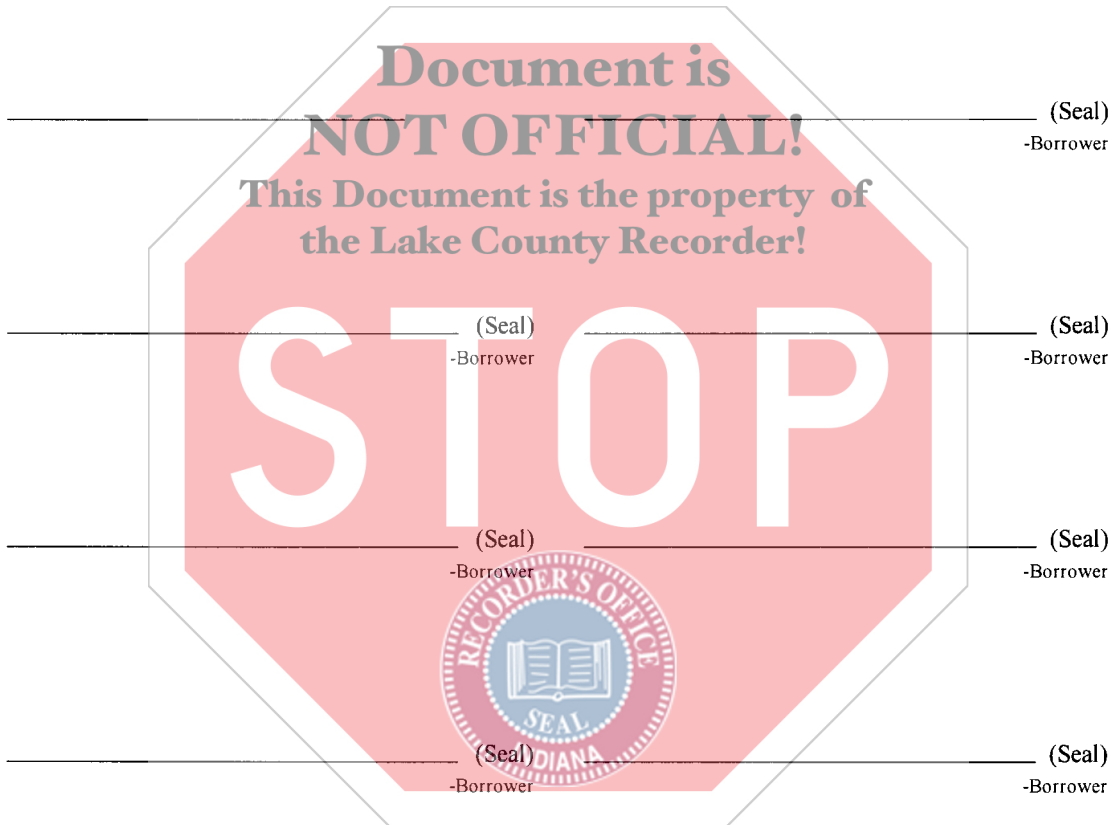 Document is
NOT OFFICIAL!
(Seal)
-Borrower
This Document is the property of
the Lake County Recorder!
(Seal) (Seal)
-Borrower -Borrower
STOP
(Seal) (Seal)
-Borrower -Borrower
RECORDER'S OFFICE
SEAL
INDIANA
(Seal) (Seal)
-Borrower -Borrower